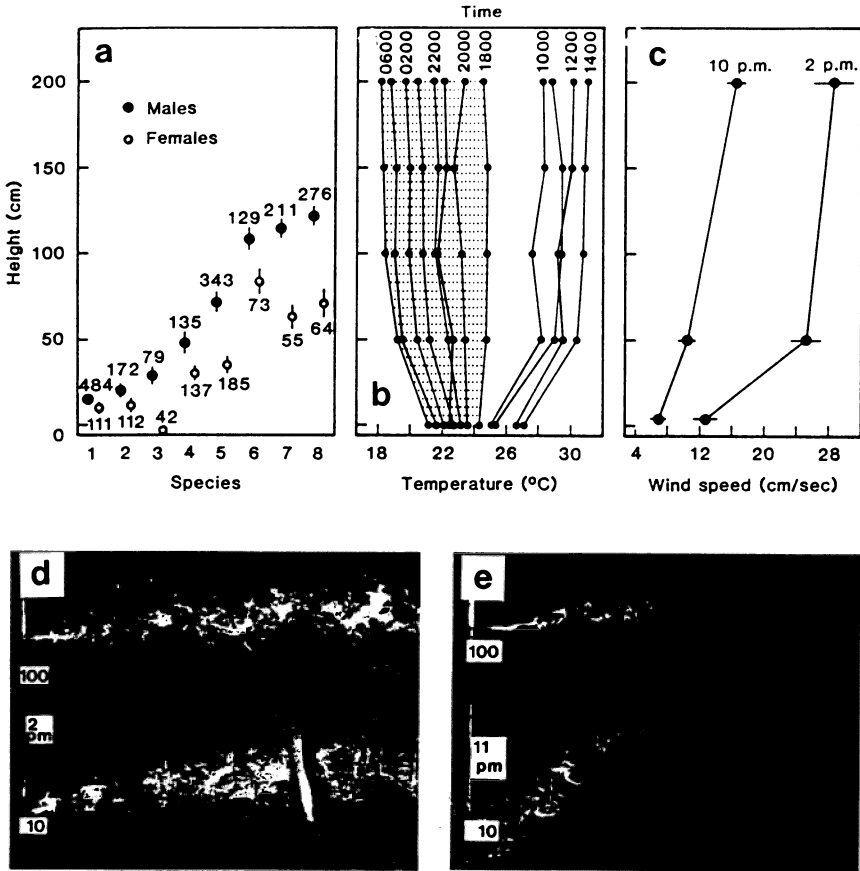 Time
a
Males
Females
484
172
79
135
343
129
211
276
111
112
42
137
185
73
55
64
Height (cm)
200
150
100
50
0
1 2 3 4 5 6 7 8
Species
b
0600
0200
2200
2000
1800
1000
1200
1400
18 22 26 30
Temperature (ºC)
c
10 p.m.
2 p.m.
4 12 20 28
Wind speed (cm/sec)
d
100
2
pm
10
e
100
11
pm
10